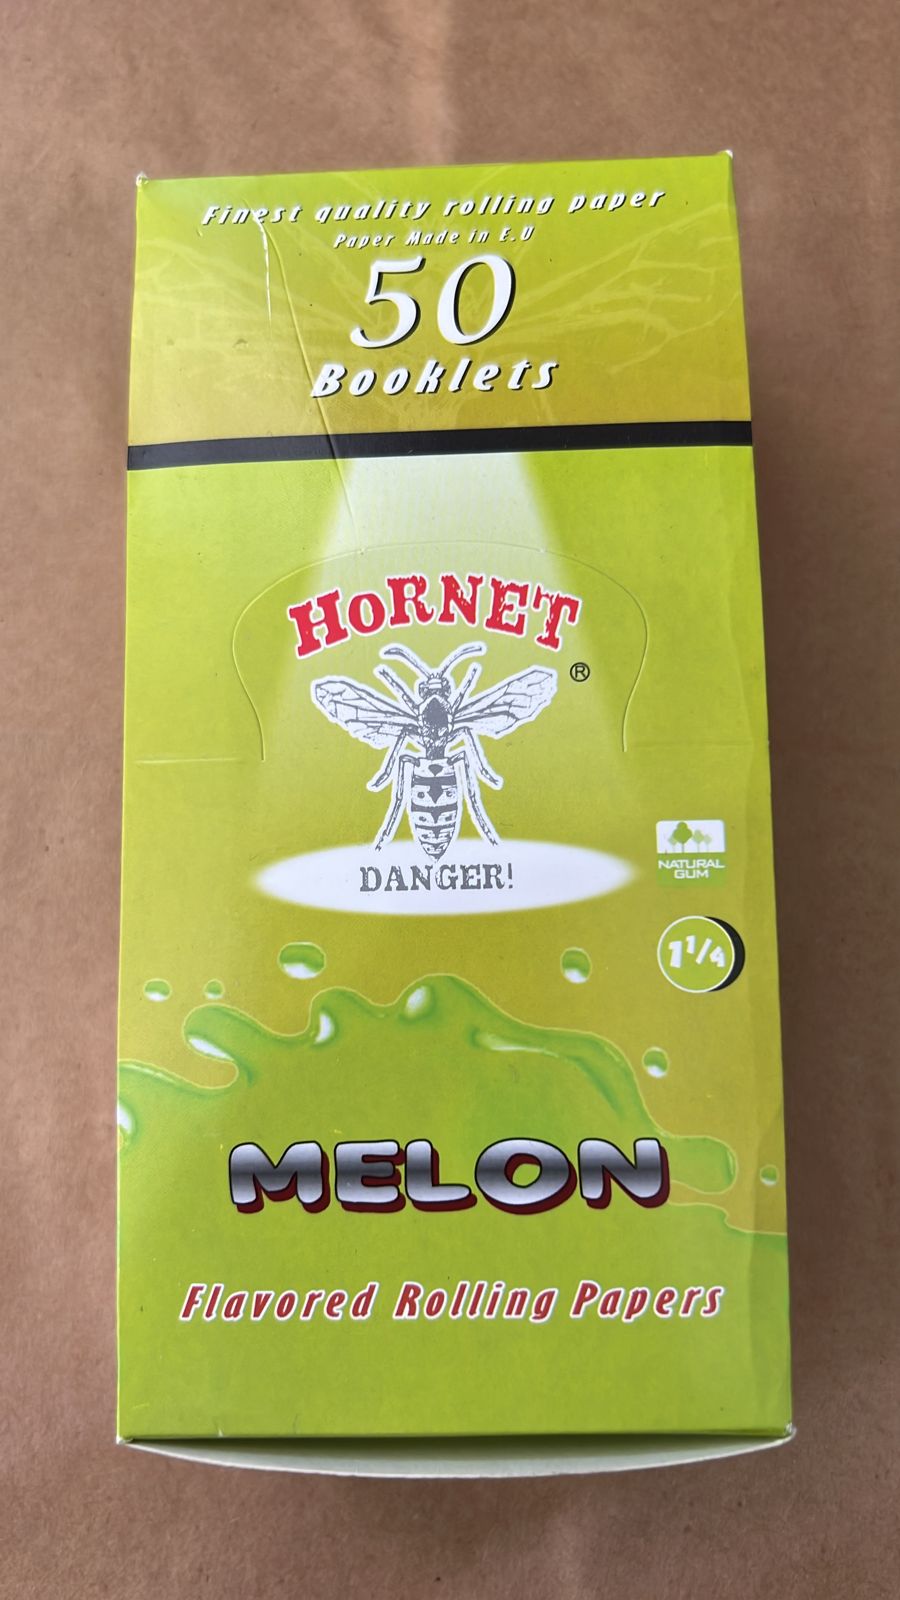 Finest quality rolling paper
Paper Made in E.U
50
Booklets
HoRNET
®
DANGER!
NATURAL
GUM
1 1/4
MELON
Flavored Rolling Papers